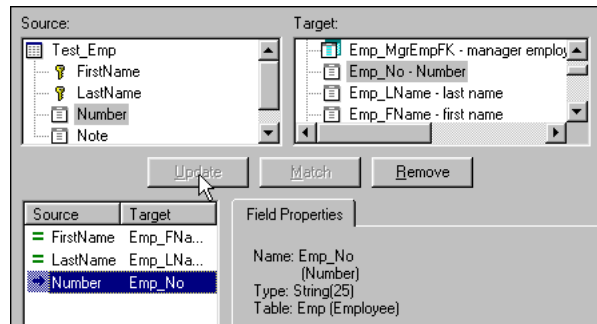 Source: Target:
Test_Emp
FirstName
LastName
Number
Note
Emp_MgrEmpFK - manager employ
Emp_No - Number
Emp_LName - last name
Emp_FName - first name
Update Match Remove
Source Target
= FirstName Emp_FNa...
= LastName Emp_LNa...
Number Emp_No
Field Properties
Name: Emp_No
(Number)
Type: String(25)
Table: Emp (Employee)